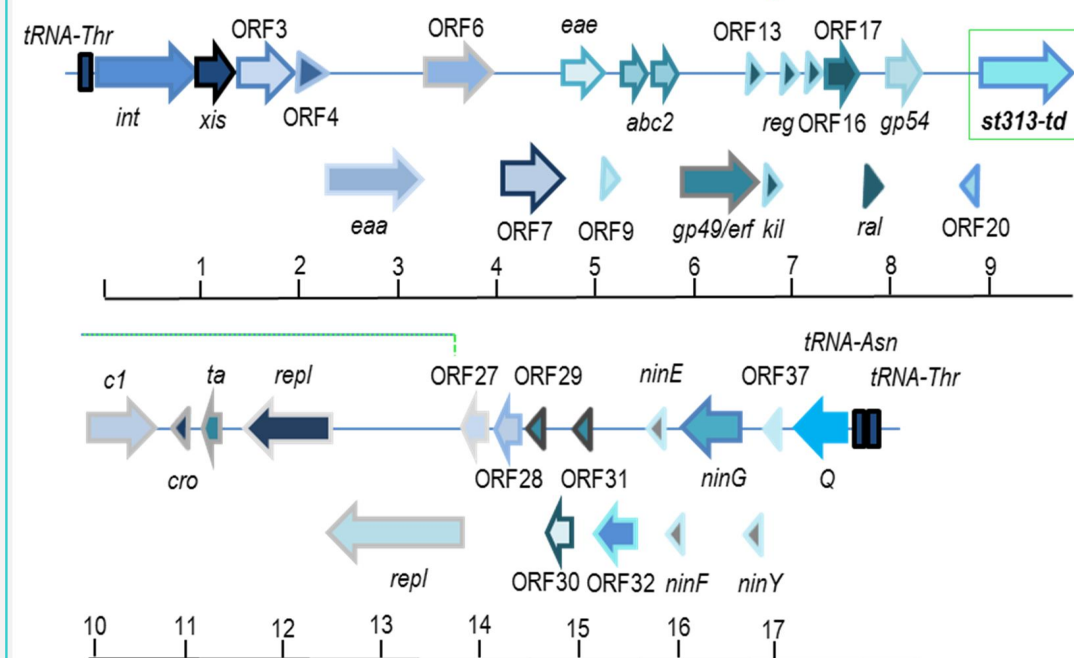 tRNA-Thr
ORF3
ORF6
eae
ORF13
ORF17
int
xis
ORF4
abc2
reg
ORF16
gp54
st313-td
eaa
ORF7
ORF9
gp49/erf
kil
ral
ORF20
1 2 3 4 5 6 7 8 9
tRNA-Asn
c1
ta
repl
ORF27
ORF29
ninE
ORF37
tRNA-Thr
cro
ORF28
ORF31
ninG
Q
repl
ORF30
ORF32
ninF
ninY
10 11 12 13 14 15 16 17